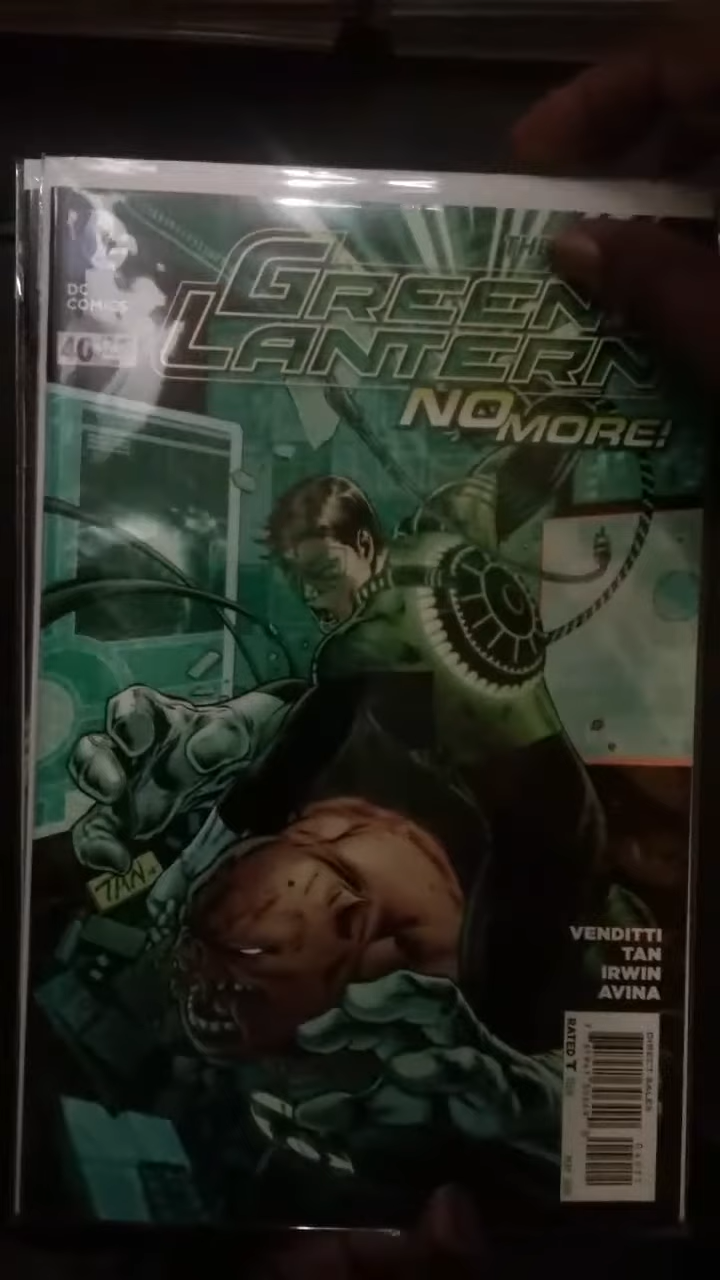 THE
GREEN
LANTERN
NO MORE!
DC
COMICS
40
TAN
VENDITTI
TAN
IRWIN
AVINA
RATED T
DIRECT SALES